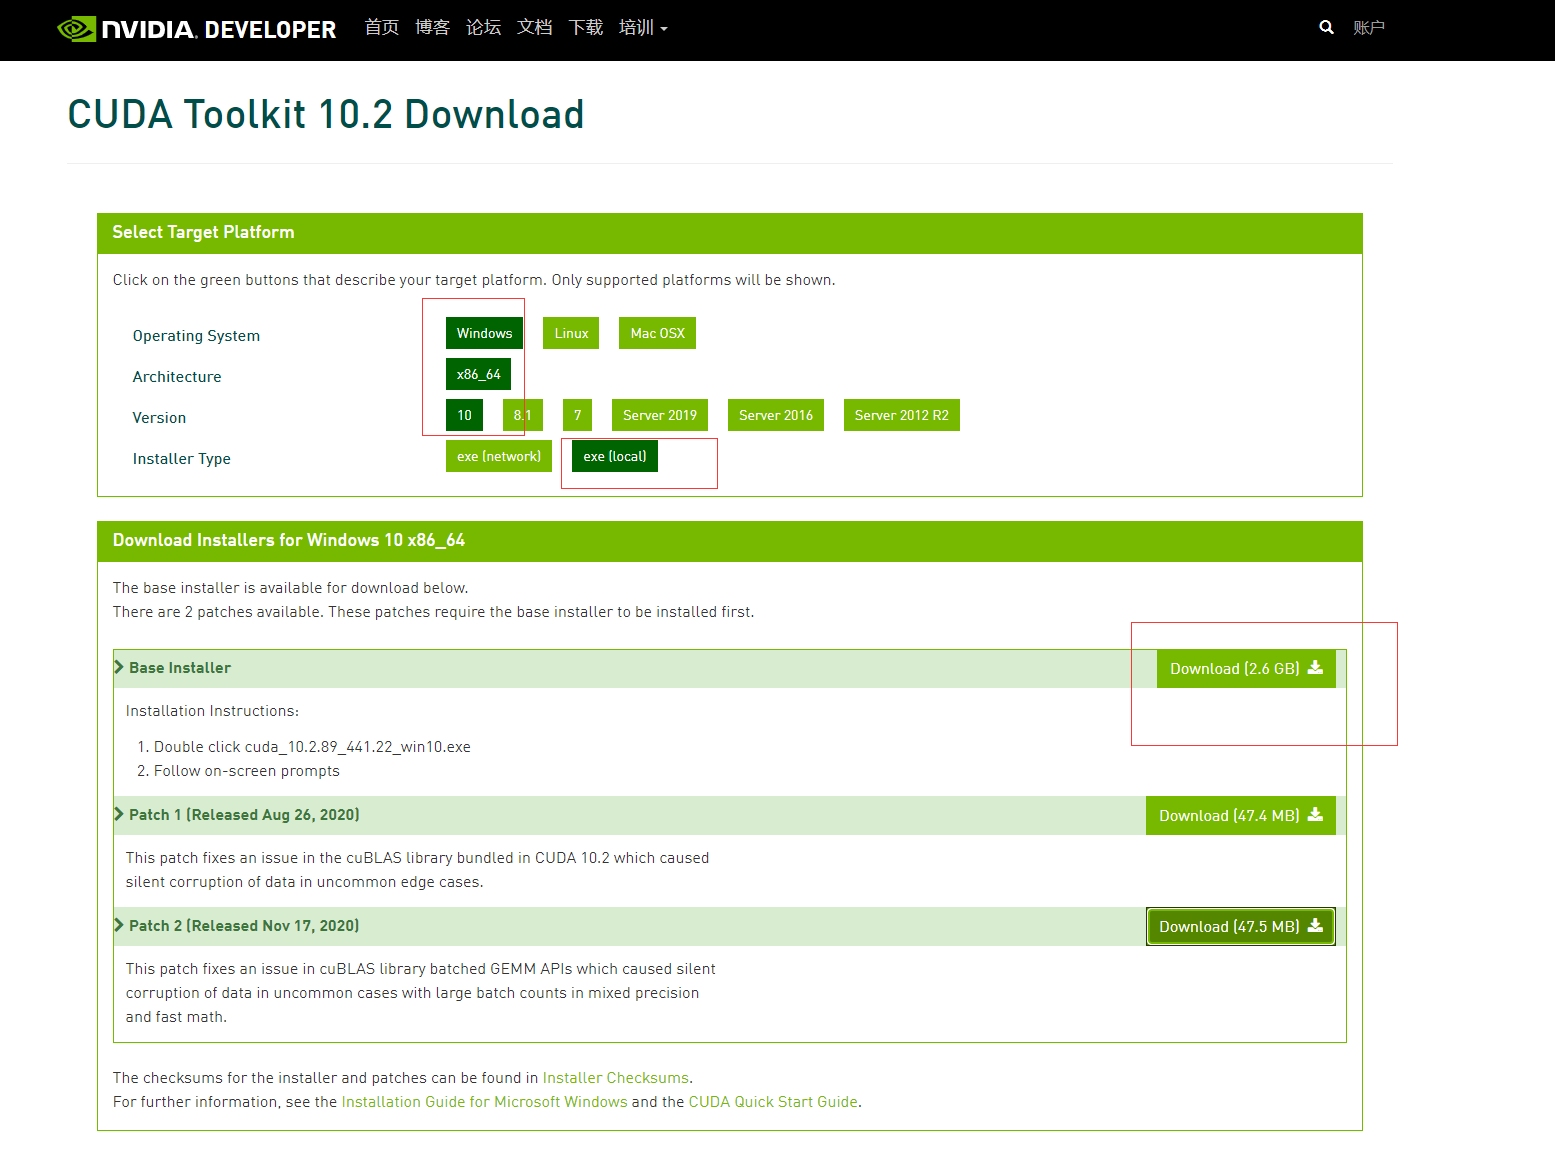 NVIDIA. DEVELOPER 首页 博客 论坛 文档 下载 培训 账户
CUDA Toolkit 10.2 Download
Select Target Platform
Click on the green buttons that describe your target platform. Only supported platforms will be shown.
Operating System Windows Linux Mac OSX
Architecture x86_64
Version 10 8.1 7 Server 2019 Server 2016 Server 2012 R2
Installer Type exe (network) exe (local)
Download Installers for Windows 10 x86_64
The base installer is available for download below.
There are 2 patches available. These patches require the base installer to be installed first.
Base Installer Download (2.6 GB)
Installation Instructions:
1. Double click cuda_10.2.89_441.22_win10.exe
2. Follow on-screen prompts
Patch 1 (Released Aug 26, 2020) Download (47.4 MB)
This patch fixes an issue in the cuBLAS library bundled in CUDA 10.2 which caused
silent corruption of data in uncommon edge cases.
Patch 2 (Released Nov 17, 2020) Download (47.5 MB)
This patch fixes an issue in cuBLAS library batched GEMM APIs which caused silent
corruption of data in uncommon cases with large batch counts in mixed precision
and fast math.
The checksums for the installer and patches can be found in Installer Checksums.
For further information, see the Installation Guide for Microsoft Windows and the CUDA Quick Start Guide.